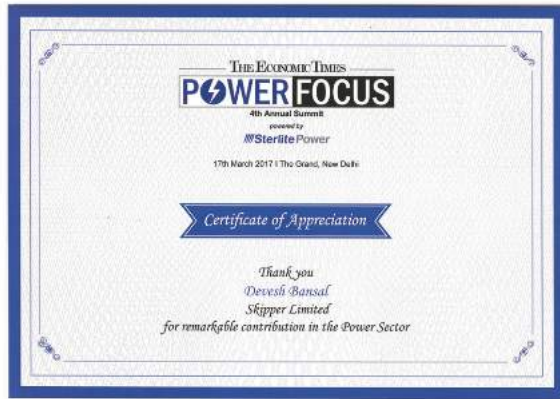 THE ECONOMIC TIMES
POWER FOCUS
4th Annual Summit
powered by
Sterlite Power
17th March 2017 I The Grand, New Delhi
Certificate of Appreciation
Thank you
Devesh Bansal
Skipper Limited
for remarkable contribution in the Power Sector